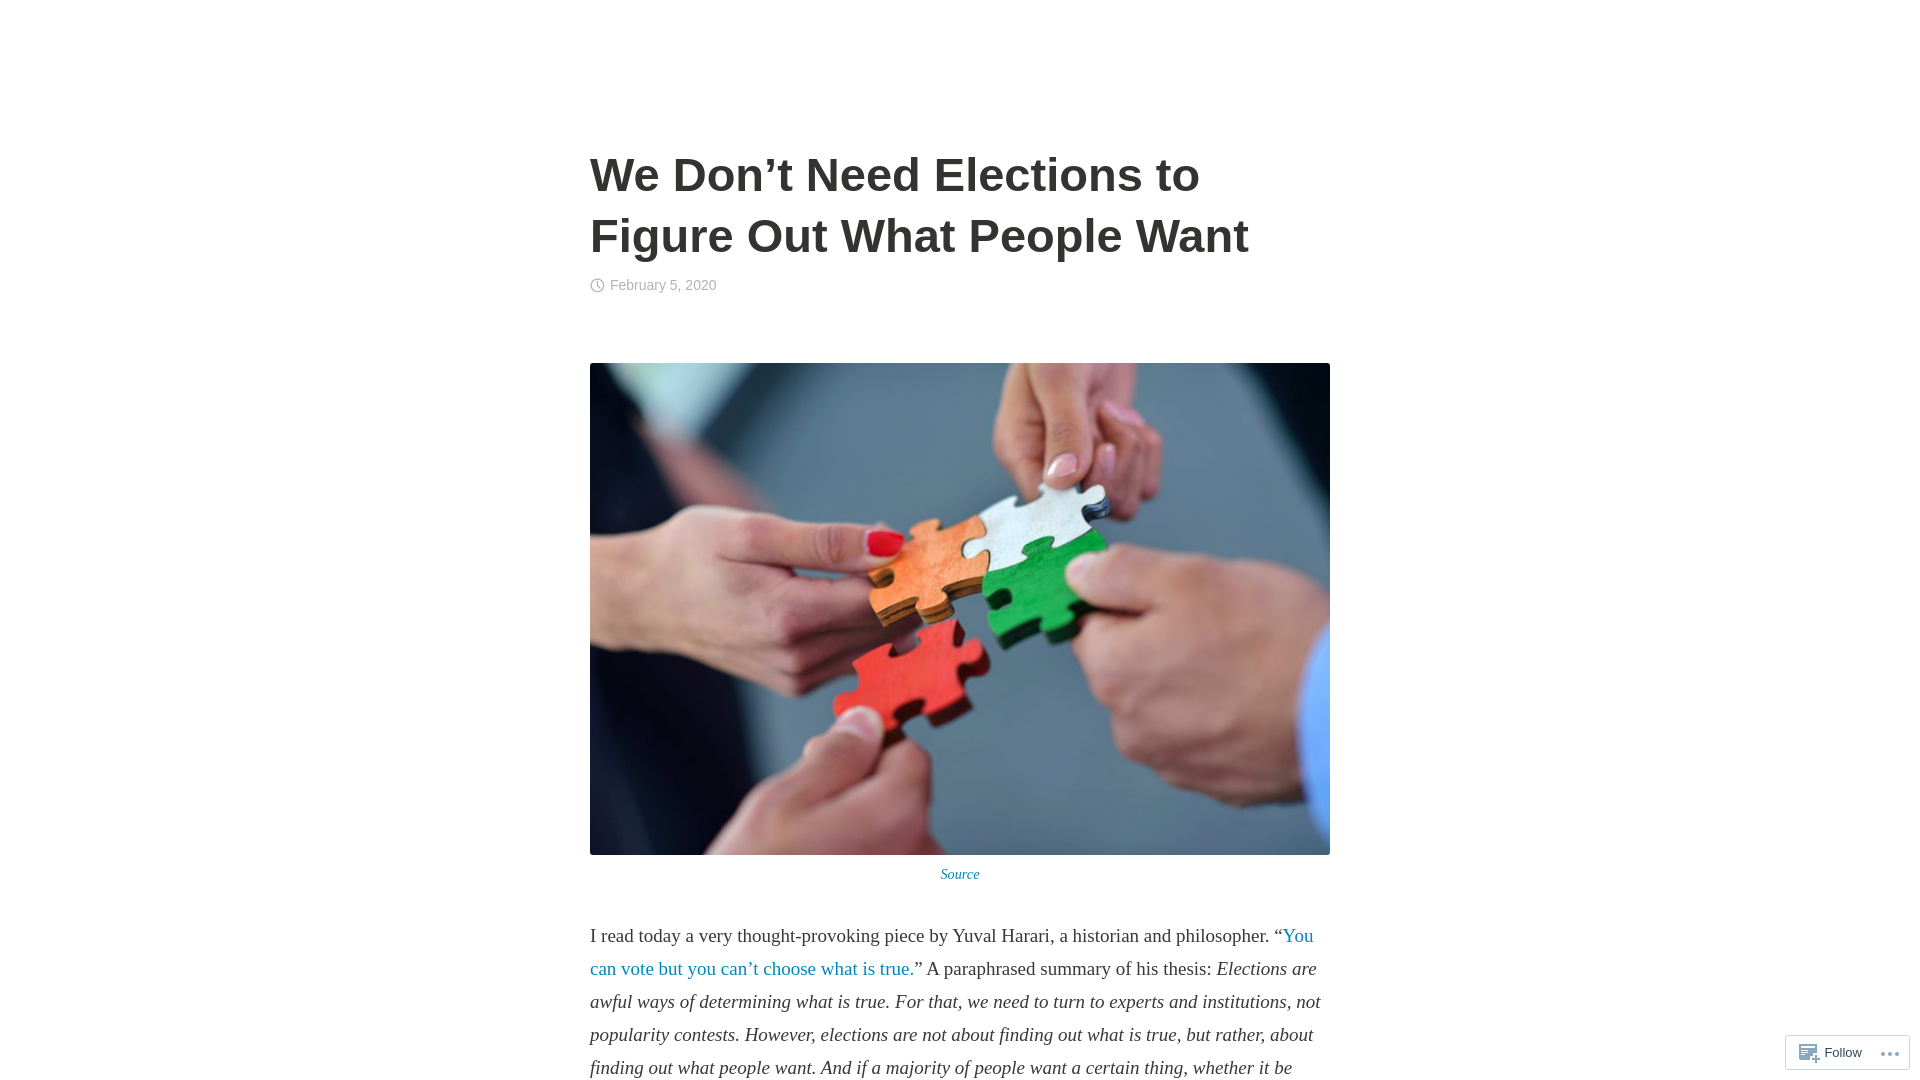 We Don’t Need Elections to
Figure Out What People Want
February 5, 2020
Source
I read today a very thought-provoking piece by Yuval Harari, a historian and philosopher. “You
can vote but you can’t choose what is true.” A paraphrased summary of his thesis: Elections are
awful ways of determining what is true. For that, we need to turn to experts and institutions, not
popularity contests. However, elections are not about finding out what is true, but rather, about
finding out what people want. And if a majority of people want a certain thing, whether it be
Follow